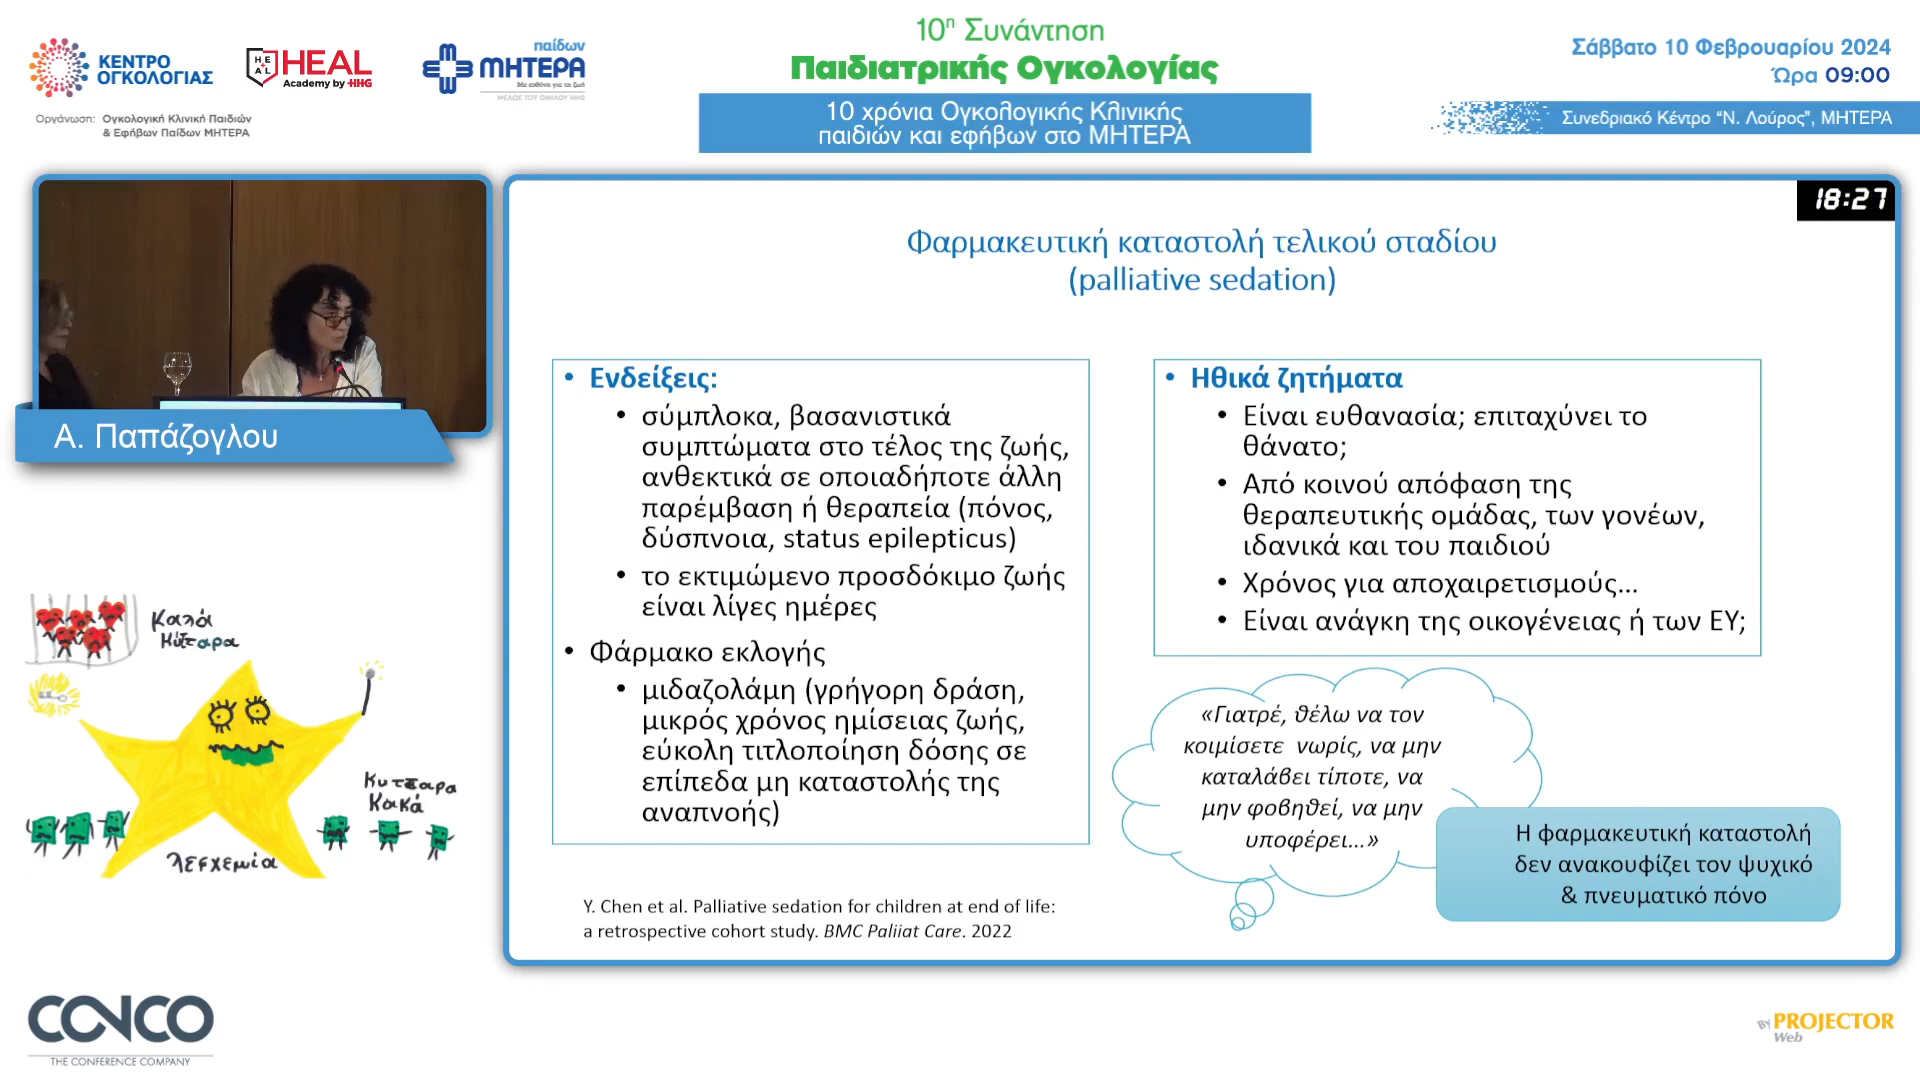 ΚΕΝΤΡΟ
ΟΓΚΟΛΟΓΙΑΣ
HEAL
HEAL
Academy by HHG
παίδων
ΜΗΤΕΡΑ
Με ευθύνη για τη ζωή
ΜΕΛΟΣ ΤΟΥ ΟΜΙΛΟΥ HHG
Οργάνωση: Ογκολογική Κλινική Παιδιών
& Εφήβων Παίδων ΜΗΤΕΡΑ
10η Συνάντηση
Παιδιατρικής Ογκολογίας
10 χρόνια Ογκολογικής Κλινικής
παιδιών και εφήβων στο ΜΗΤΕΡΑ
Σάββατο 10 Φεβρουαρίου 2024
Ώρα 09:00
Συνεδριακό Κέντρο “Ν. Λούρος”, ΜΗΤΕΡΑ
18:27
Α. Παπάζογλου
Φαρμακευτική καταστολή τελικού σταδίου
(palliative sedation)
• Ενδείξεις:
• σύμπλοκα, βασανιστικά
συμπτώματα στο τέλος της ζωής,
ανθεκτικά σε οποιαδήποτε άλλη
παρέμβαση ή θεραπεία (πόνος,
δύσπνοια, status epilepticus)
• το εκτιμώμενο προσδόκιμο ζωής
είναι λίγες ημέρες
• Φάρμακο εκλογής
• μιδαζολάμη (γρήγορη δράση,
μικρός χρόνος ημίσειας ζωής,
εύκολη τιτλοποίηση δόσης σε
επίπεδα μη καταστολής της
αναπνοής)
Y. Chen et al. Palliative sedation for children at end of life:
a retrospective cohort study. BMC Paliiat Care. 2022
• Ηθικά ζητήματα
• Είναι ευθανασία; επιταχύνει το
θάνατο;
• Από κοινού απόφαση της
θεραπευτικής ομάδας, των γονέων,
ιδανικά και του παιδιού
• Χρόνος για αποχαιρετισμούς…
• Είναι ανάγκη της οικογένειας ή των ΕΥ;
«Γιατρέ, θέλω να τον
κοιμίσετε νωρίς, να μην
καταλάβει τίποτε, να
μην φοβηθεί, να μην
υποφέρει…»
Η φαρμακευτική καταστολή
δεν ανακουφίζει τον ψυχικό
& πνευματικό πόνο
Καλά
Κύτταρα
Κυτταρα
Κακά
λεγχεμία
CONCO
THE CONFERENCE COMPANY
BY PROJECTOR
Web